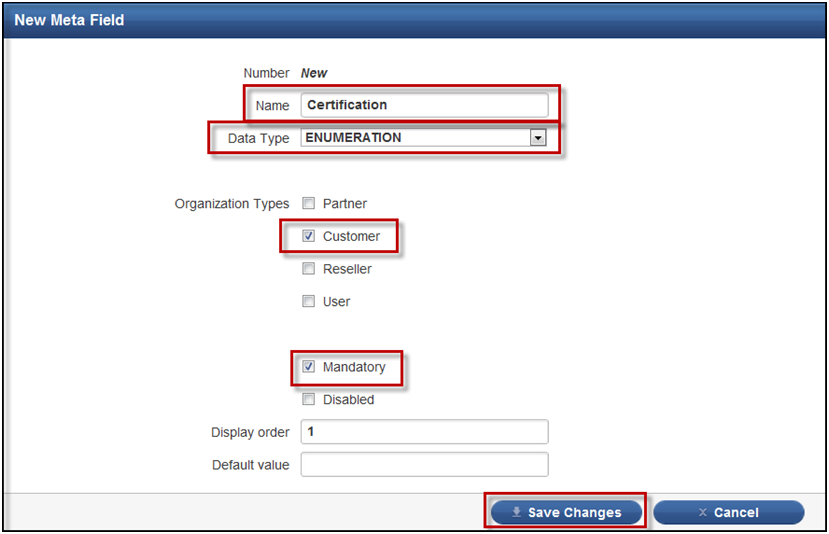 New Meta Field
Number New
Name Certification
Data Type ENUMERATION
Organization Types Partner
Customer
Reseller
User
Mandatory
Disabled
Display order 1
Default value
Save Changes Cancel